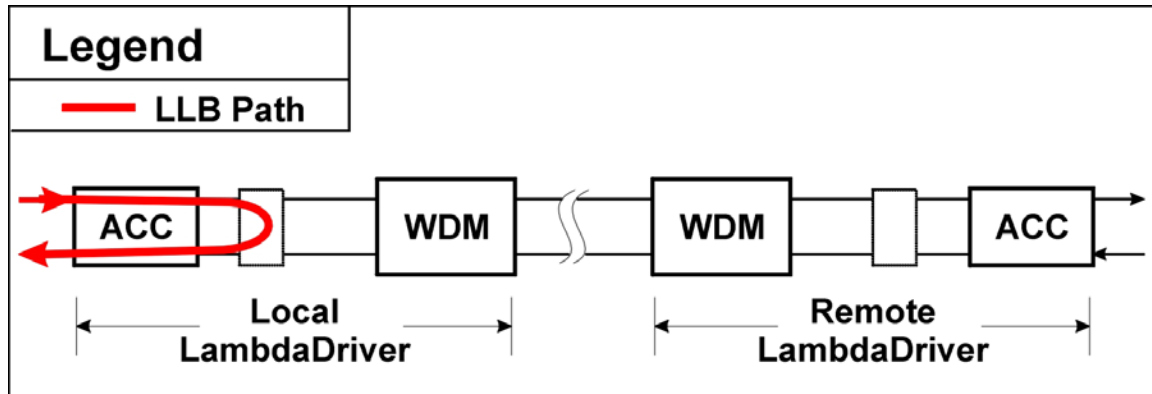 Legend
LLB Path
ACC
WDM
WDM
ACC
Local
LambdaDriver
Remote
LambdaDriver